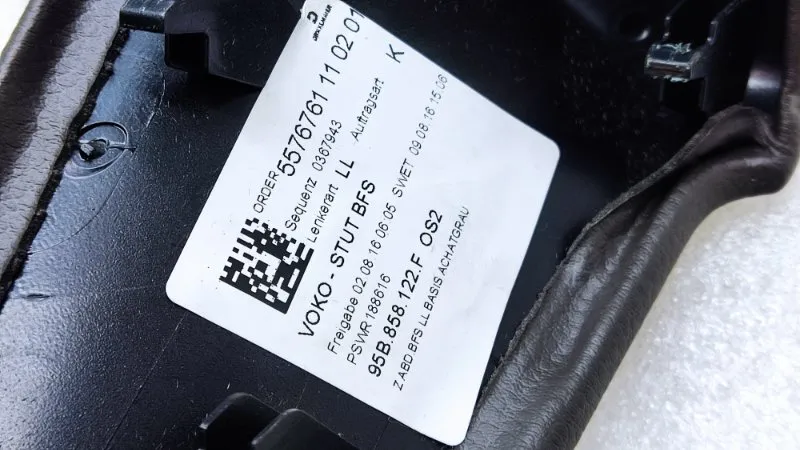 ORDER 5576761 11 02 01
Sequenz 0367943
Lenkerart LL Auftragsart K
VOKO - STUT BFS
Freigabe 02 08 16 06 05 SWET 09 08 16 15 06
PSWR 188616
95B.858.122.F OS2
Z ABD.BFS LL BASIS ACHATGRAU